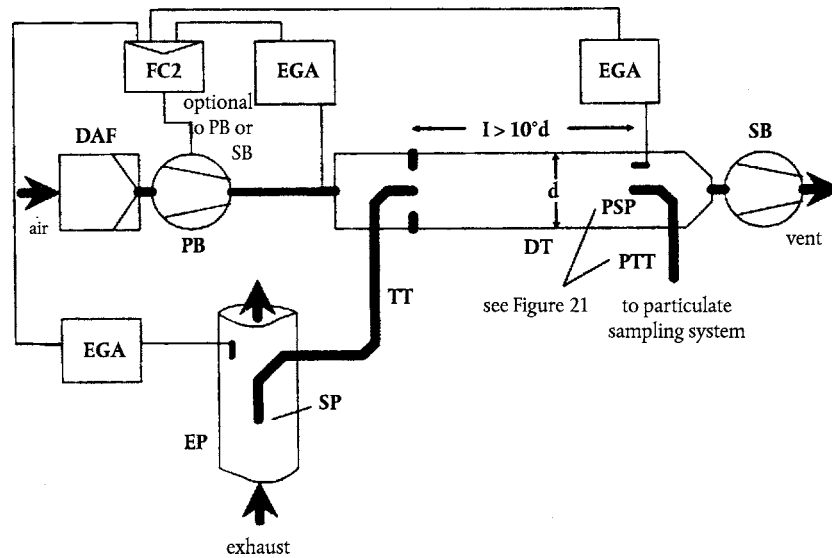 FC2
EGA
EGA
optional
to PB or
SB
I > 10°d
DAF
SB
air
PB
d
PSP
DT
vent
PTT
TT
see Figure 21
to particulate
sampling system
EGA
SP
EP
exhaust